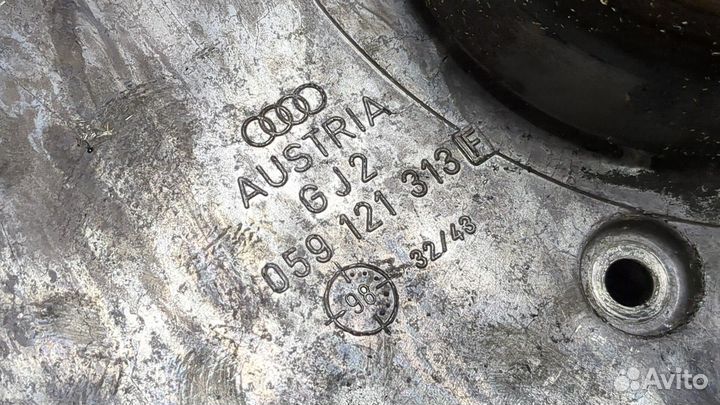 AUSTRIA
GJ2
059 121 313 F
32/43
98
Avito